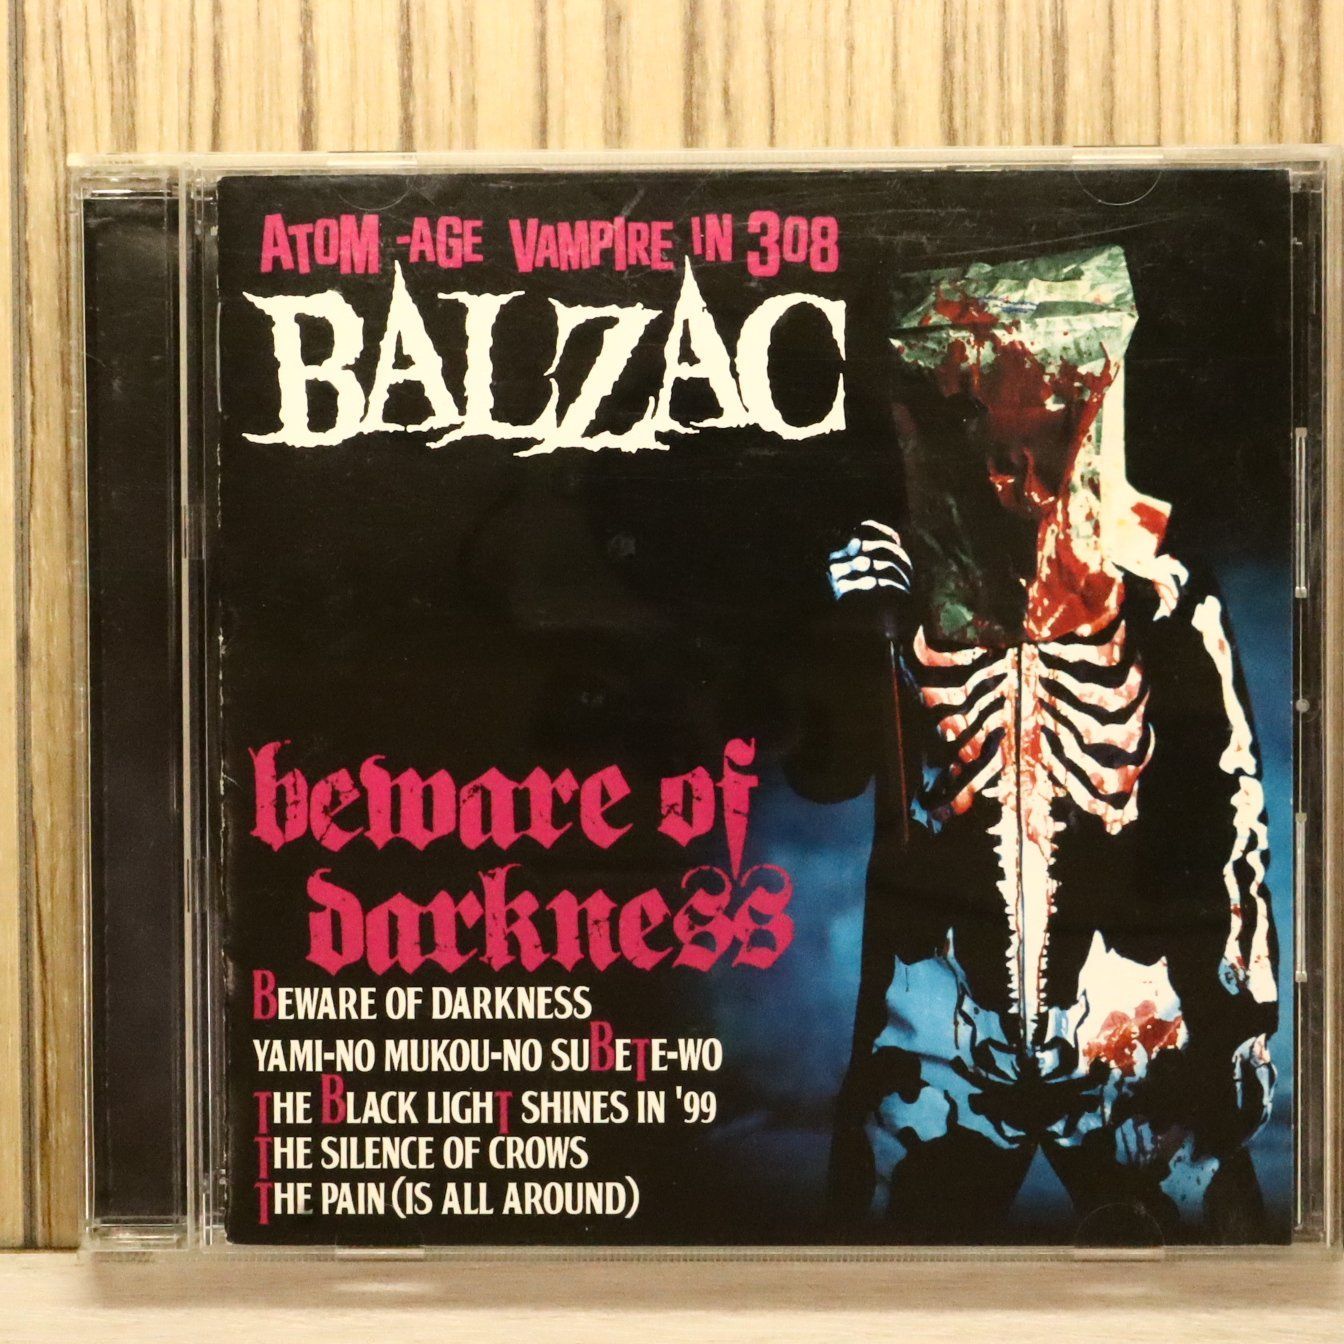 ATOM-AGE VAMPIRE IN 308
BALZAC
beware of
darkness
BEWARE OF DARKNESS
YAMI-NO MUKOU-NO SUBETE-WO
THE BLACK LIGHT SHINES IN '99
THE SILENCE OF CROWS
THE PAIN (IS ALL AROUND)